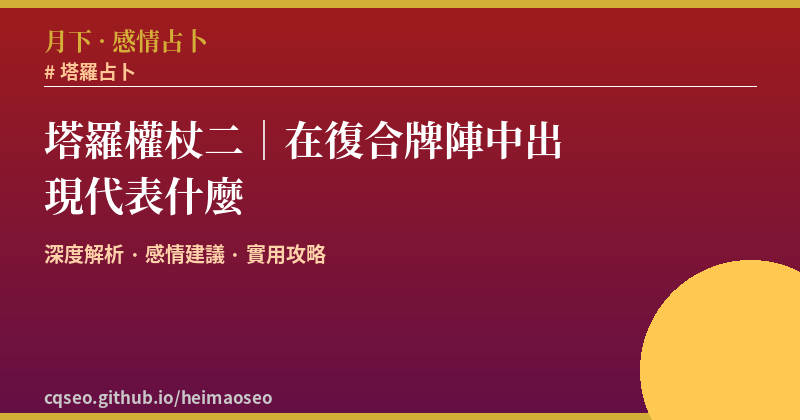 月下 · 感情占卜
# 塔羅占卜
塔羅權杖二｜在復合牌陣中出
現代表什麼
深度解析 · 感情建議 · 實用攻略
cqseo.github.io/heimaoseo